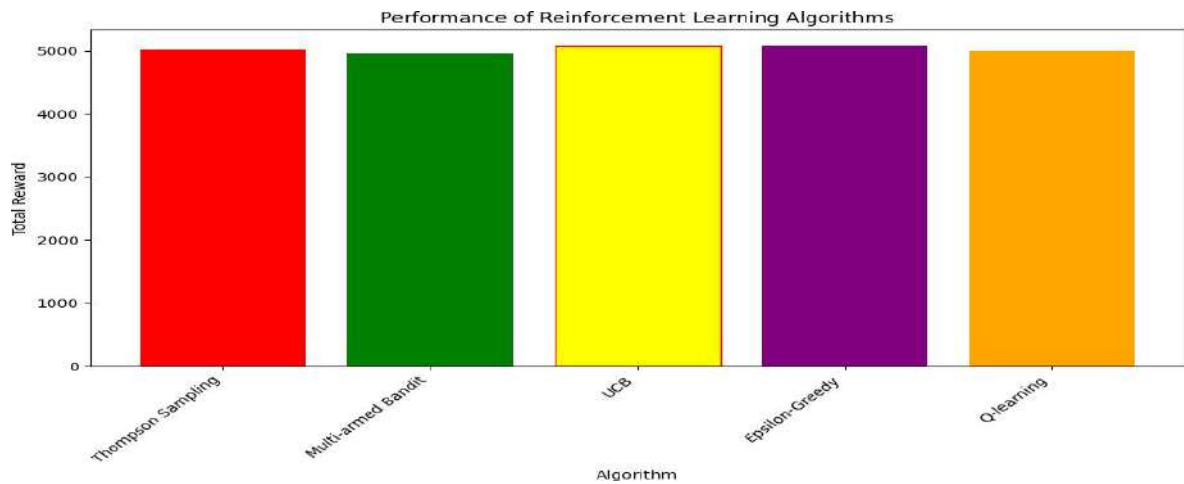 Performance of Reinforcement Learning Algorithms
5000
4000
3000
2000
1000
0
Total Reward
Thompson Sampling
Multi-armed Bandit
UCB
Epsilon-Greedy
Q-learning
Algorithm